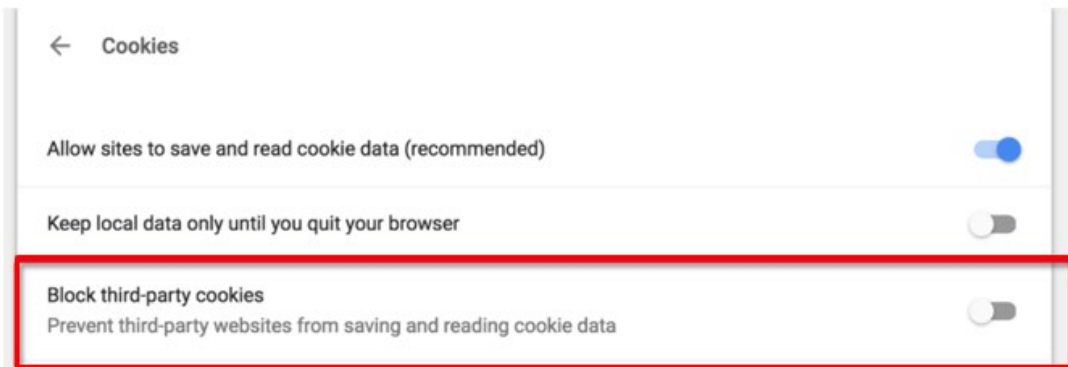 Cookies
Allow sites to save and read cookie data (recommended)
Keep local data only until you quit your browser
Block third-party cookies
Prevent third-party websites from saving and reading cookie data